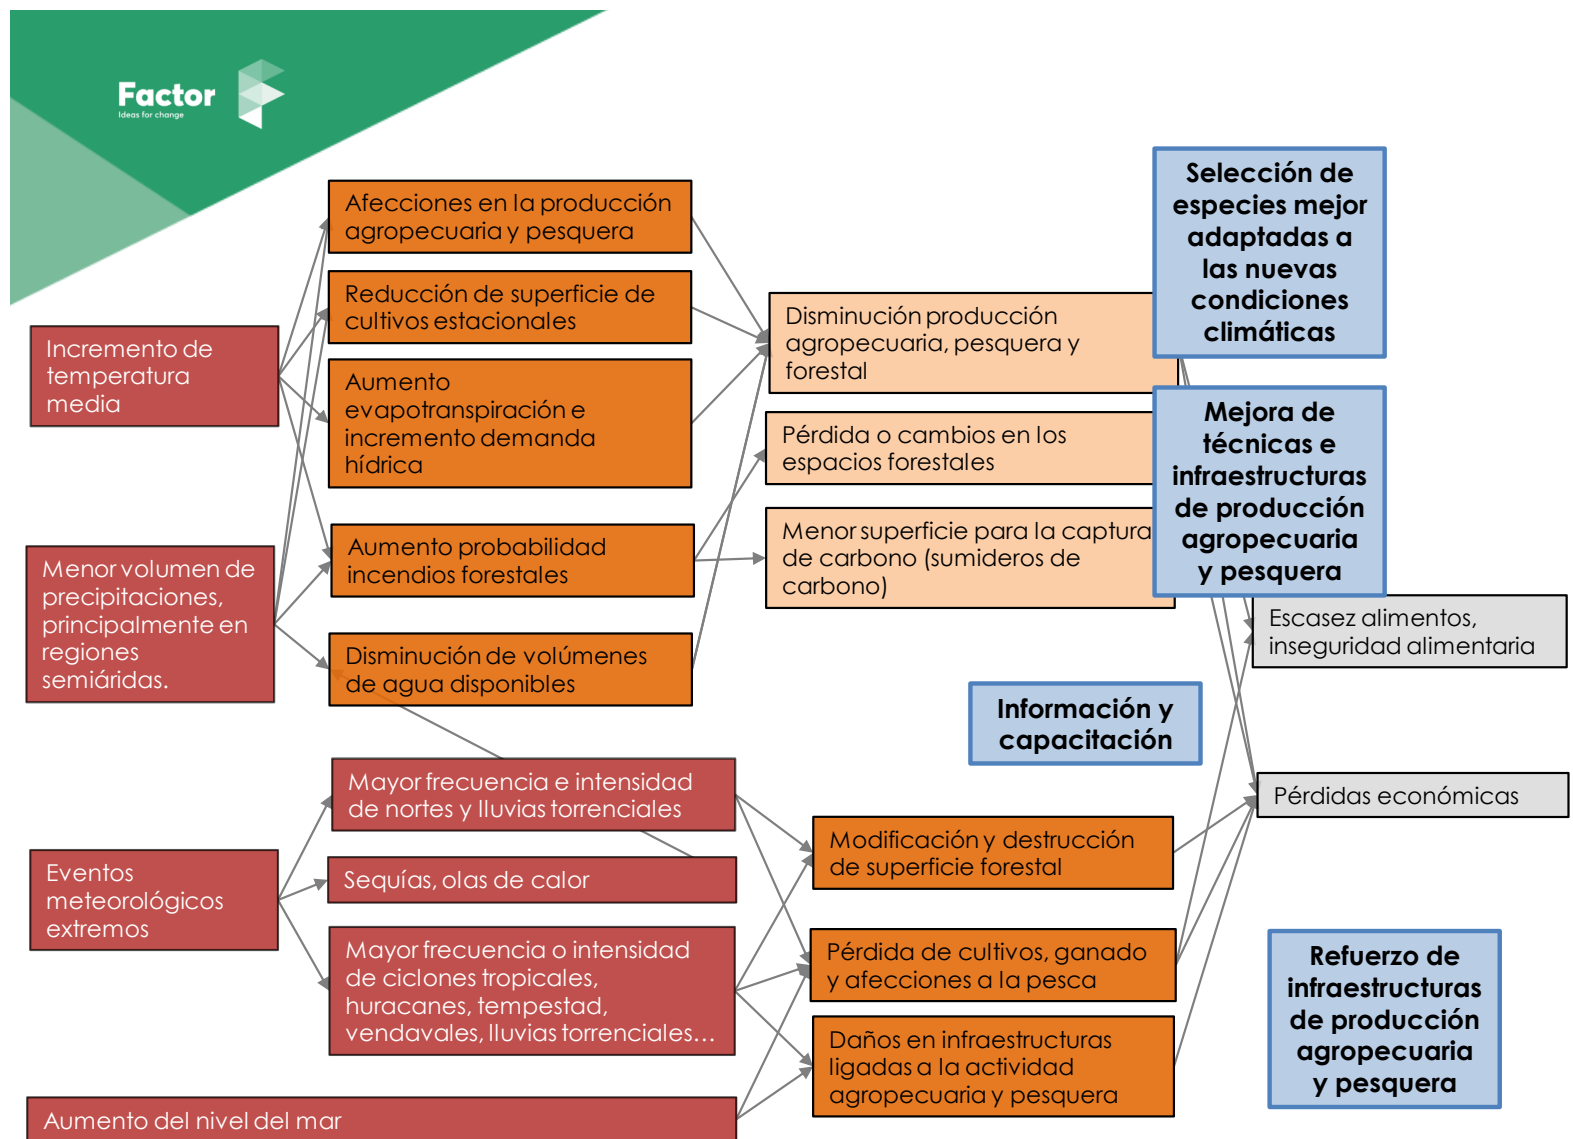 Factor
Ideas for change
Afecciones en la producción
agropecuaria y pesquera
Reducción de superficie de
cultivos estacionales
Aumento
evapotranspiración e
incremento demanda
hídrica
Aumento probabilidad
incendios forestales
Disminución de volúmenes
de agua disponibles
Incremento de
temperatura
media
Menor volumen de
precipitaciones,
principalmente en
regiones
semiáridas.
Disminución producción
agropecuaria, pesquera y
forestal
Pérdida o cambios en los
espacios forestales
Menor superficie para la captura
de carbono (sumideros de
carbono)
Selección de
especies mejor
adaptadas a
las nuevas
condiciones
climáticas
Mejora de
técnicas e
infraestructuras
de producción
agropecuaria
y pesquera
Escasez alimentos,
inseguridad alimentaria
Información y
capacitación
Pérdidas económicas
Eventos
meteorológicos
extremos
Mayor frecuencia e intensidad
de nortes y lluvias torrenciales
Sequías, olas de calor
Mayor frecuencia o intensidad
de ciclones tropicales,
huracanes, tempestad,
vendavales, lluvias torrenciales…
Aumento del nivel del mar
Modificación y destrucción
de superficie forestal
Pérdida de cultivos, ganado
y afecciones a la pesca
Daños en infraestructuras
ligadas a la actividad
agropecuaria y pesquera
Refuerzo de
infraestructuras
de producción
agropecuaria
y pesquera